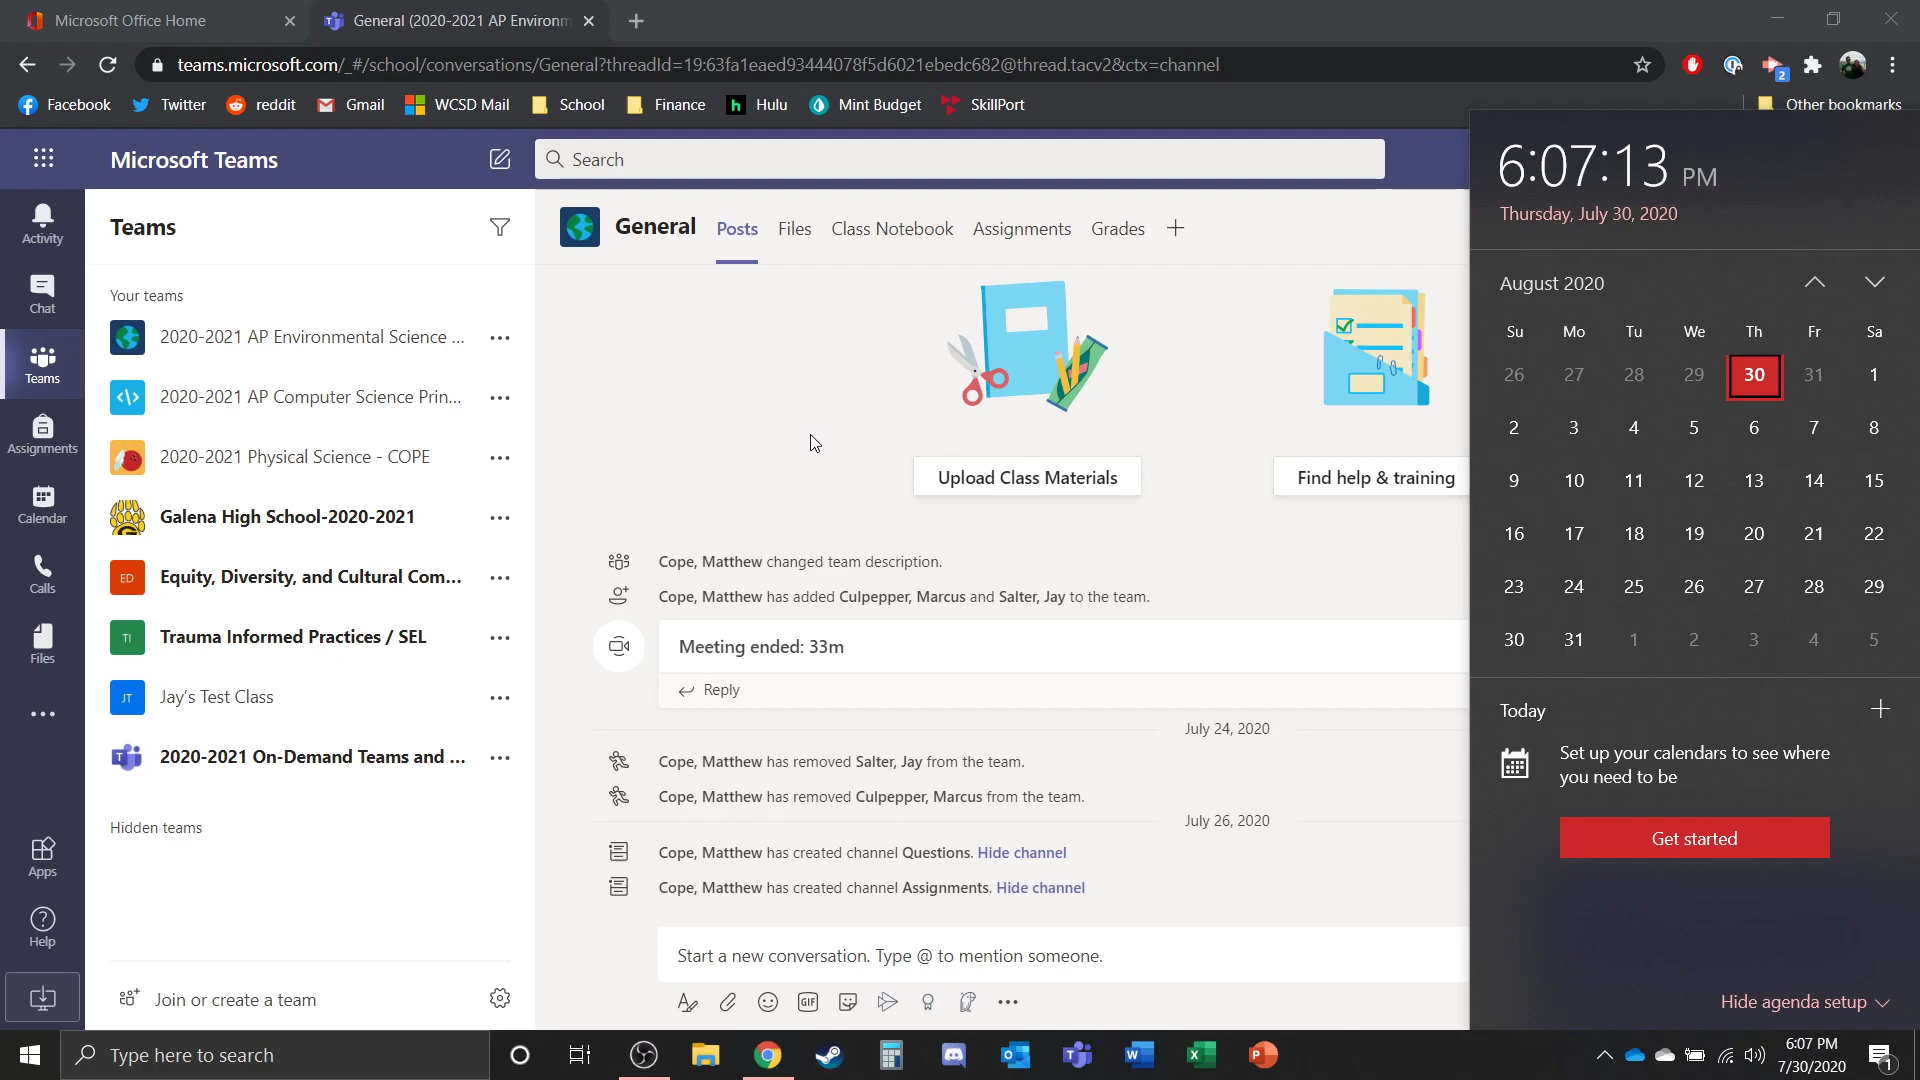 Microsoft Office Home
General (2020-2021 AP Environm
teams.microsoft.com/_#/school/conversations/General?threadId=19:63fa1eaed93444078f5d6021ebedc682@thread.tacv2&ctx=channel
2
Facebook
Twitter
reddit
Gmail
WCSD Mail
School
Finance
h
Hulu
Mint Budget
SkillPort
Other bookmarks
Microsoft Teams
Search
Activity
Chat
Teams
Assignments
Calendar
Calls
Files
Apps
Help
Teams
Your teams
2020-2021 AP Environmental Science ...
2020-2021 AP Computer Science Prin...
2020-2021 Physical Science - COPE
Galena High School-2020-2021
ED
Equity, Diversity, and Cultural Com...
TI
Trauma Informed Practices / SEL
JT
Jay's Test Class
2020-2021 On-Demand Teams and ...
Hidden teams
Join or create a team
General
Posts
Files
Class Notebook
Assignments
Grades
Upload Class Materials
Find help & training
Cope, Matthew changed team description.
Cope, Matthew has added Culpepper, Marcus and Salter, Jay to the team.
Meeting ended: 33m
Reply
July 24, 2020
Cope, Matthew has removed Salter, Jay from the team.
Cope, Matthew has removed Culpepper, Marcus from the team.
July 26, 2020
Cope, Matthew has created channel Questions. Hide channel
Cope, Matthew has created channel Assignments. Hide channel
Start a new conversation. Type @ to mention someone.
GIF
6:07:13 PM
Thursday, July 30, 2020
August 2020
Su Mo Tu We Th Fr Sa
26 27 28 29 30 31 1
2 3 4 5 6 7 8
9 10 11 12 13 14 15
16 17 18 19 20 21 22
23 24 25 26 27 28 29
30 31 1 2 3 4 5
Today
Set up your calendars to see where
you need to be
Get started
Hide agenda setup
Type here to search
6:07 PM
7/30/2020
1